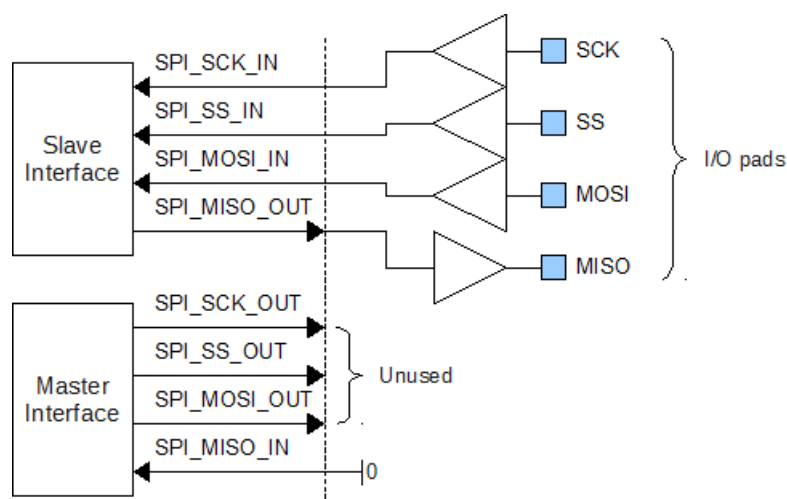 SPI_SCK_IN
SCK
SPI_SS_IN
SS
Slave
Interface
I/O pads
SPI_MOSI_IN
MOSI
SPI_MISO_OUT
MISO
SPI_SCK_OUT
SPI_SS_OUT
Unused
Master
Interface
SPI_MOSI_OUT
SPI_MISO_IN
0